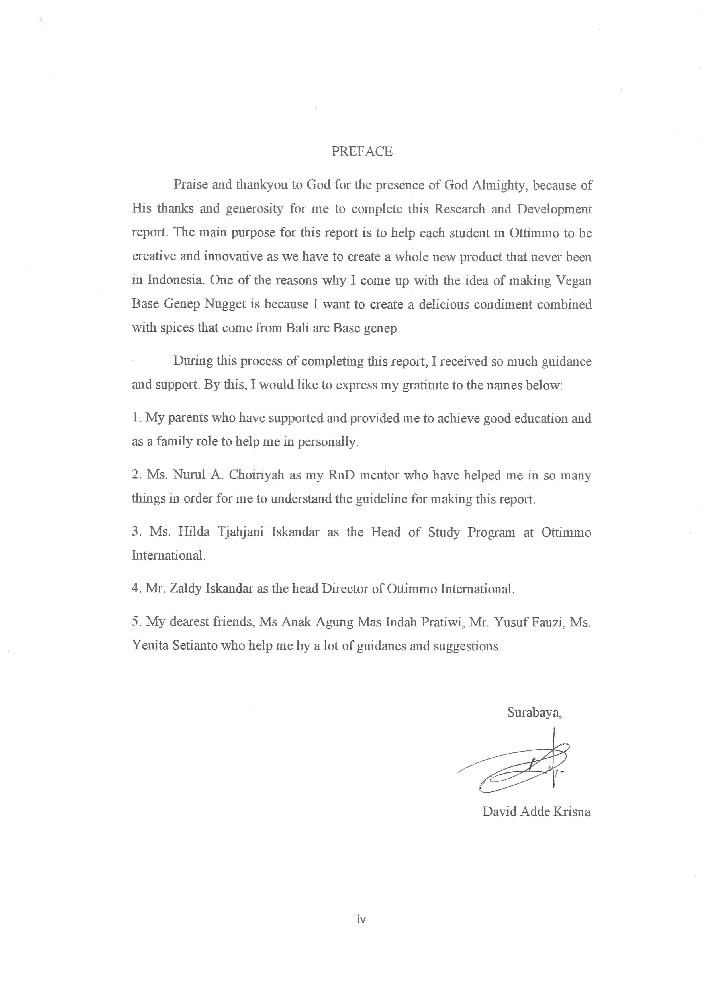 PREFACE
Praise and thankyou to God for the presence of God Almighty, because of
His thanks and generosity for me to complete this Research and Development
report. The main purpose for this report is to help each student in Ottimmo to be
creative and innovative as we have to create a whole new product that never been
in Indonesia. One of the reasons why I come up with the idea of making Vegan
Base Genep Nugget is because I want to create a delicious condiment combined
with spices that come from Bali are Base genep
During this process of completing this report, I received so much guidance
and support. By this, I would like to express my gratitute to the names below:
1. My parents who have supported and provided me to achieve good education and
as a family role to help me in personally.
2. Ms. Nurul A. Choiriyah as my RnD mentor who have helped me in so many
things in order for me to understand the guideline for making this report.
3. Ms. Hilda Tjahjani Iskandar as the Head of Study Program at Ottimmo
International.
4. Mr. Zaldy Iskandar as the head Director of Ottimmo International.
5. My dearest friends, Ms Anak Agung Mas Indah Pratiwi, Mr. Yusuf Fauzi, Ms.
Yenita Setianto who help me by a lot of guidanes and suggestions.
Surabaya,
David Adde Krisna
iv